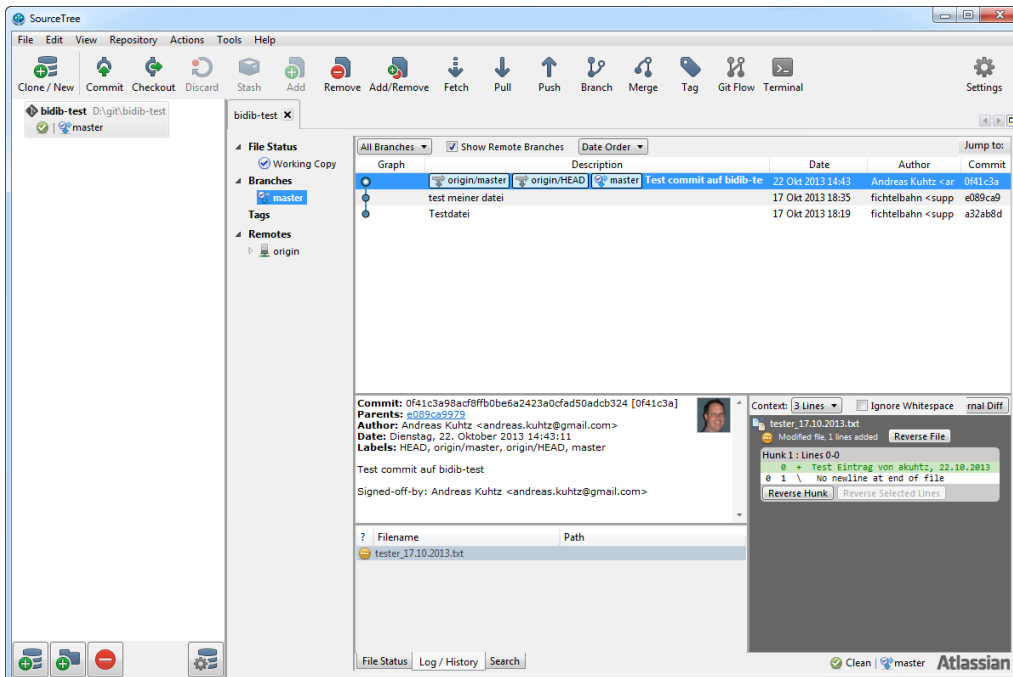 SourceTree
File Edit View Repository Actions Tools Help
Clone / New Commit Checkout Discard Stash Add Remove Add/Remove Fetch Pull Push Branch Merge Tag Git Flow Terminal Settings
bidib-test D:\git\bidib-test
master
bidib-test
File Status
Working Copy
Branches
master
Tags
Remotes
origin
All Branches Show Remote Branches Date Order Jump to:
Graph Description Date Author Commit
origin/master origin/HEAD master Test commit auf bidib-te 22 Okt 2013 14:43 Andreas Kuhtz <ar 0f41c3a
test meiner datei 17 Okt 2013 18:35 fichtelbahn <supp e089ca9
Testdatei 17 Okt 2013 18:19 fichtelbahn <supp a32ab8d
Commit: 0f41c3a98acf8ffb0be6a2423a0cfad50adcb324 [0f41c3a]
Parents: e089ca9979
Author: Andreas Kuhtz <andreas.kuhtz@gmail.com>
Date: Dienstag, 22. Oktober 2013 14:43:11
Labels: HEAD, origin/master, origin/HEAD, master
Test commit auf bidib-test
Signed-off-by: Andreas Kuhtz <andreas.kuhtz@gmail.com>
? Filename Path
tester_17.10.2013.txt
Context: 3 Lines Ignore Whitespace rnal Diff
tester_17.10.2013.txt
Modified file, 1 lines added Reverse File
Hunk 1 : Lines 0-0
0 + Test Eintrag von akuhtz, 22.10.2013
0 1 \ No newline at end of file
Reverse Hunk Reverse Selected Lines
File Status Log / History Search
Clean | master Atlassian